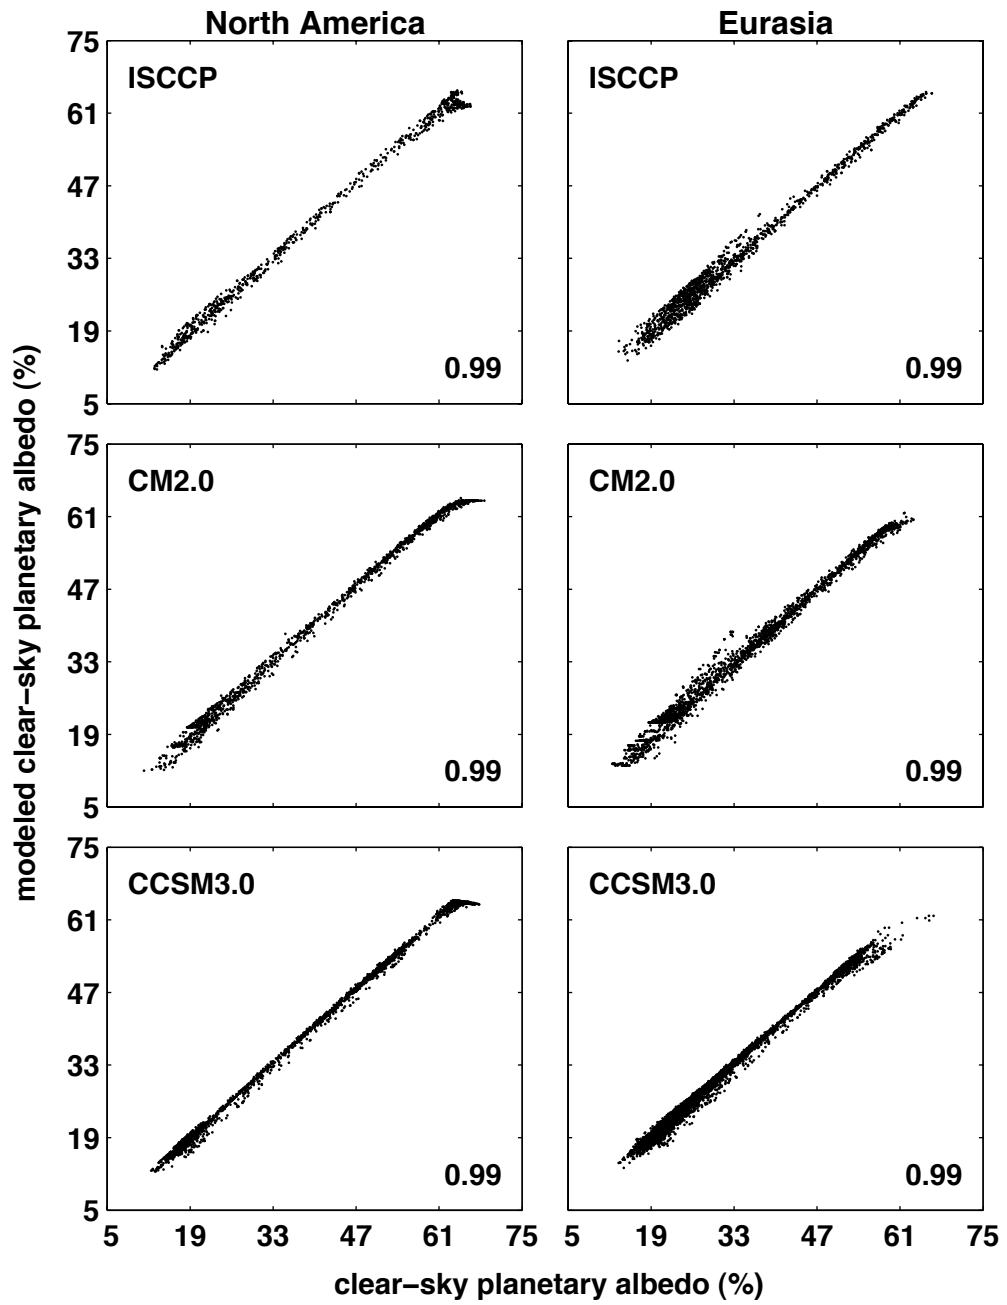 North America
Eurasia
75
61
47
33
19
5
ISCCP
0.99
ISCCP
0.99
modeled clear−sky planetary albedo (%)
75
61
47
33
19
5
CM2.0
0.99
CM2.0
0.99
75
61
47
33
19
5
CCSM3.0
0.99
CCSM3.0
0.99
5 19 33 47 61 75
5 19 33 47 61 75
clear−sky planetary albedo (%)